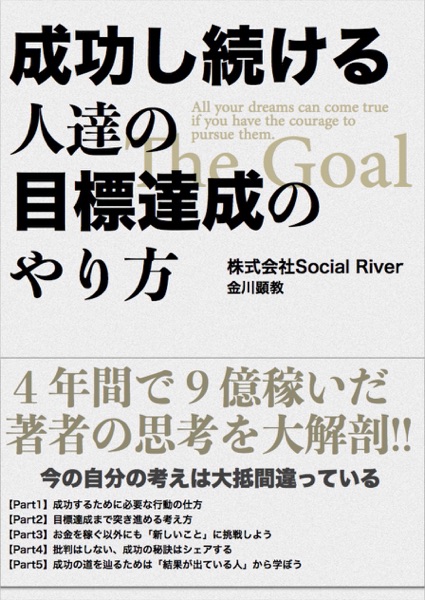 成功し続ける
人達の
All your dreams can come true
if you have the courage to
pursue them.
The Goal
目標達成の
やり方
株式会社Social River
金川顕教
４年間で９億稼いだ
著者の思考を大解剖!!
今の自分の考えは大抵間違っている
【Part1】成功するために必要な行動の仕方
【Part2】目標達成まで突き進める考え方
【Part3】お金を稼ぐ以外にも「新しいこと」に挑戦しよう
【Part4】批判はしない、成功の秘訣はシェアする
【Part5】成功の道を辿るためは「結果が出ている人」から学ぼう